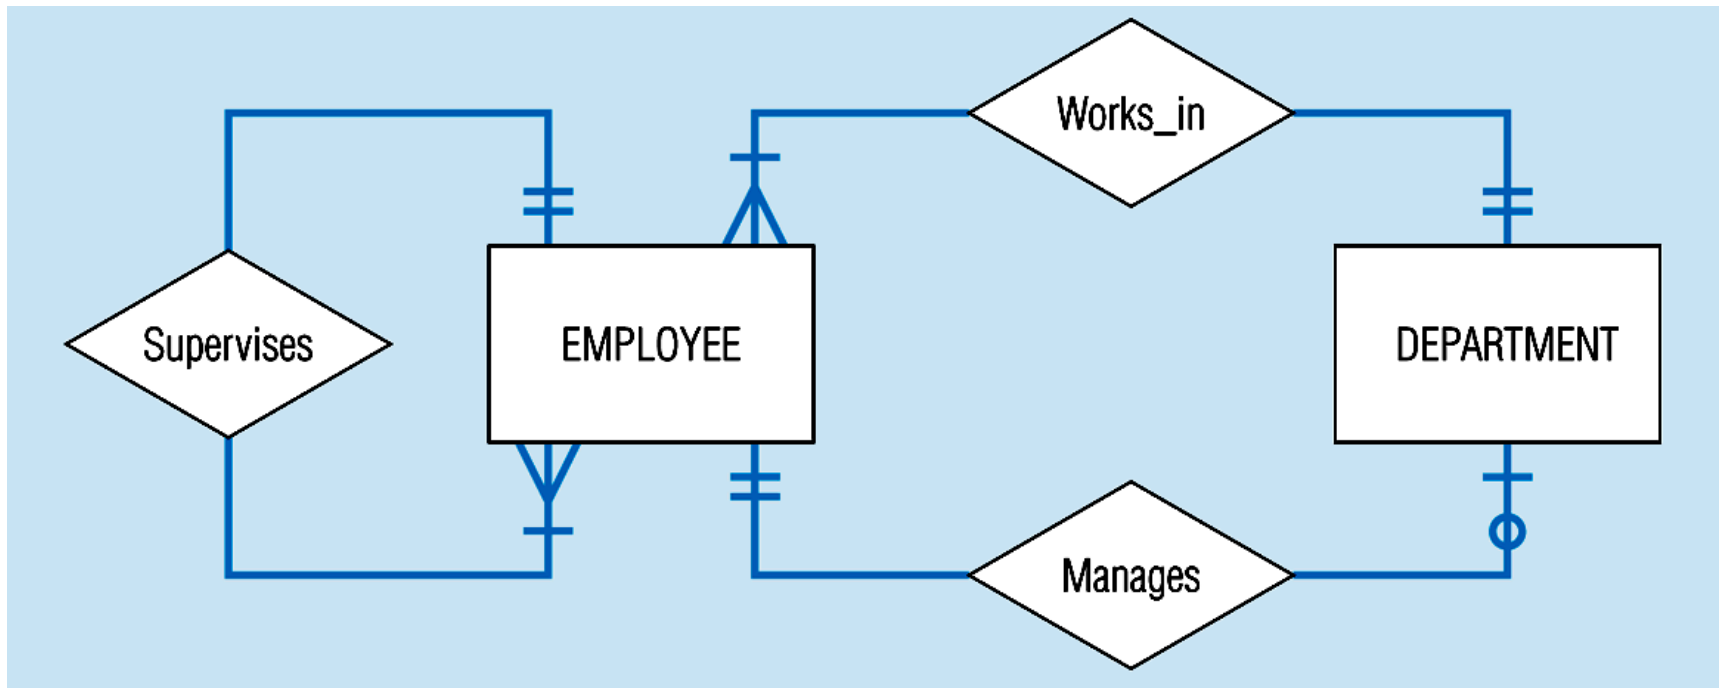 Works_in
Supervises
EMPLOYEE
DEPARTMENT
Manages